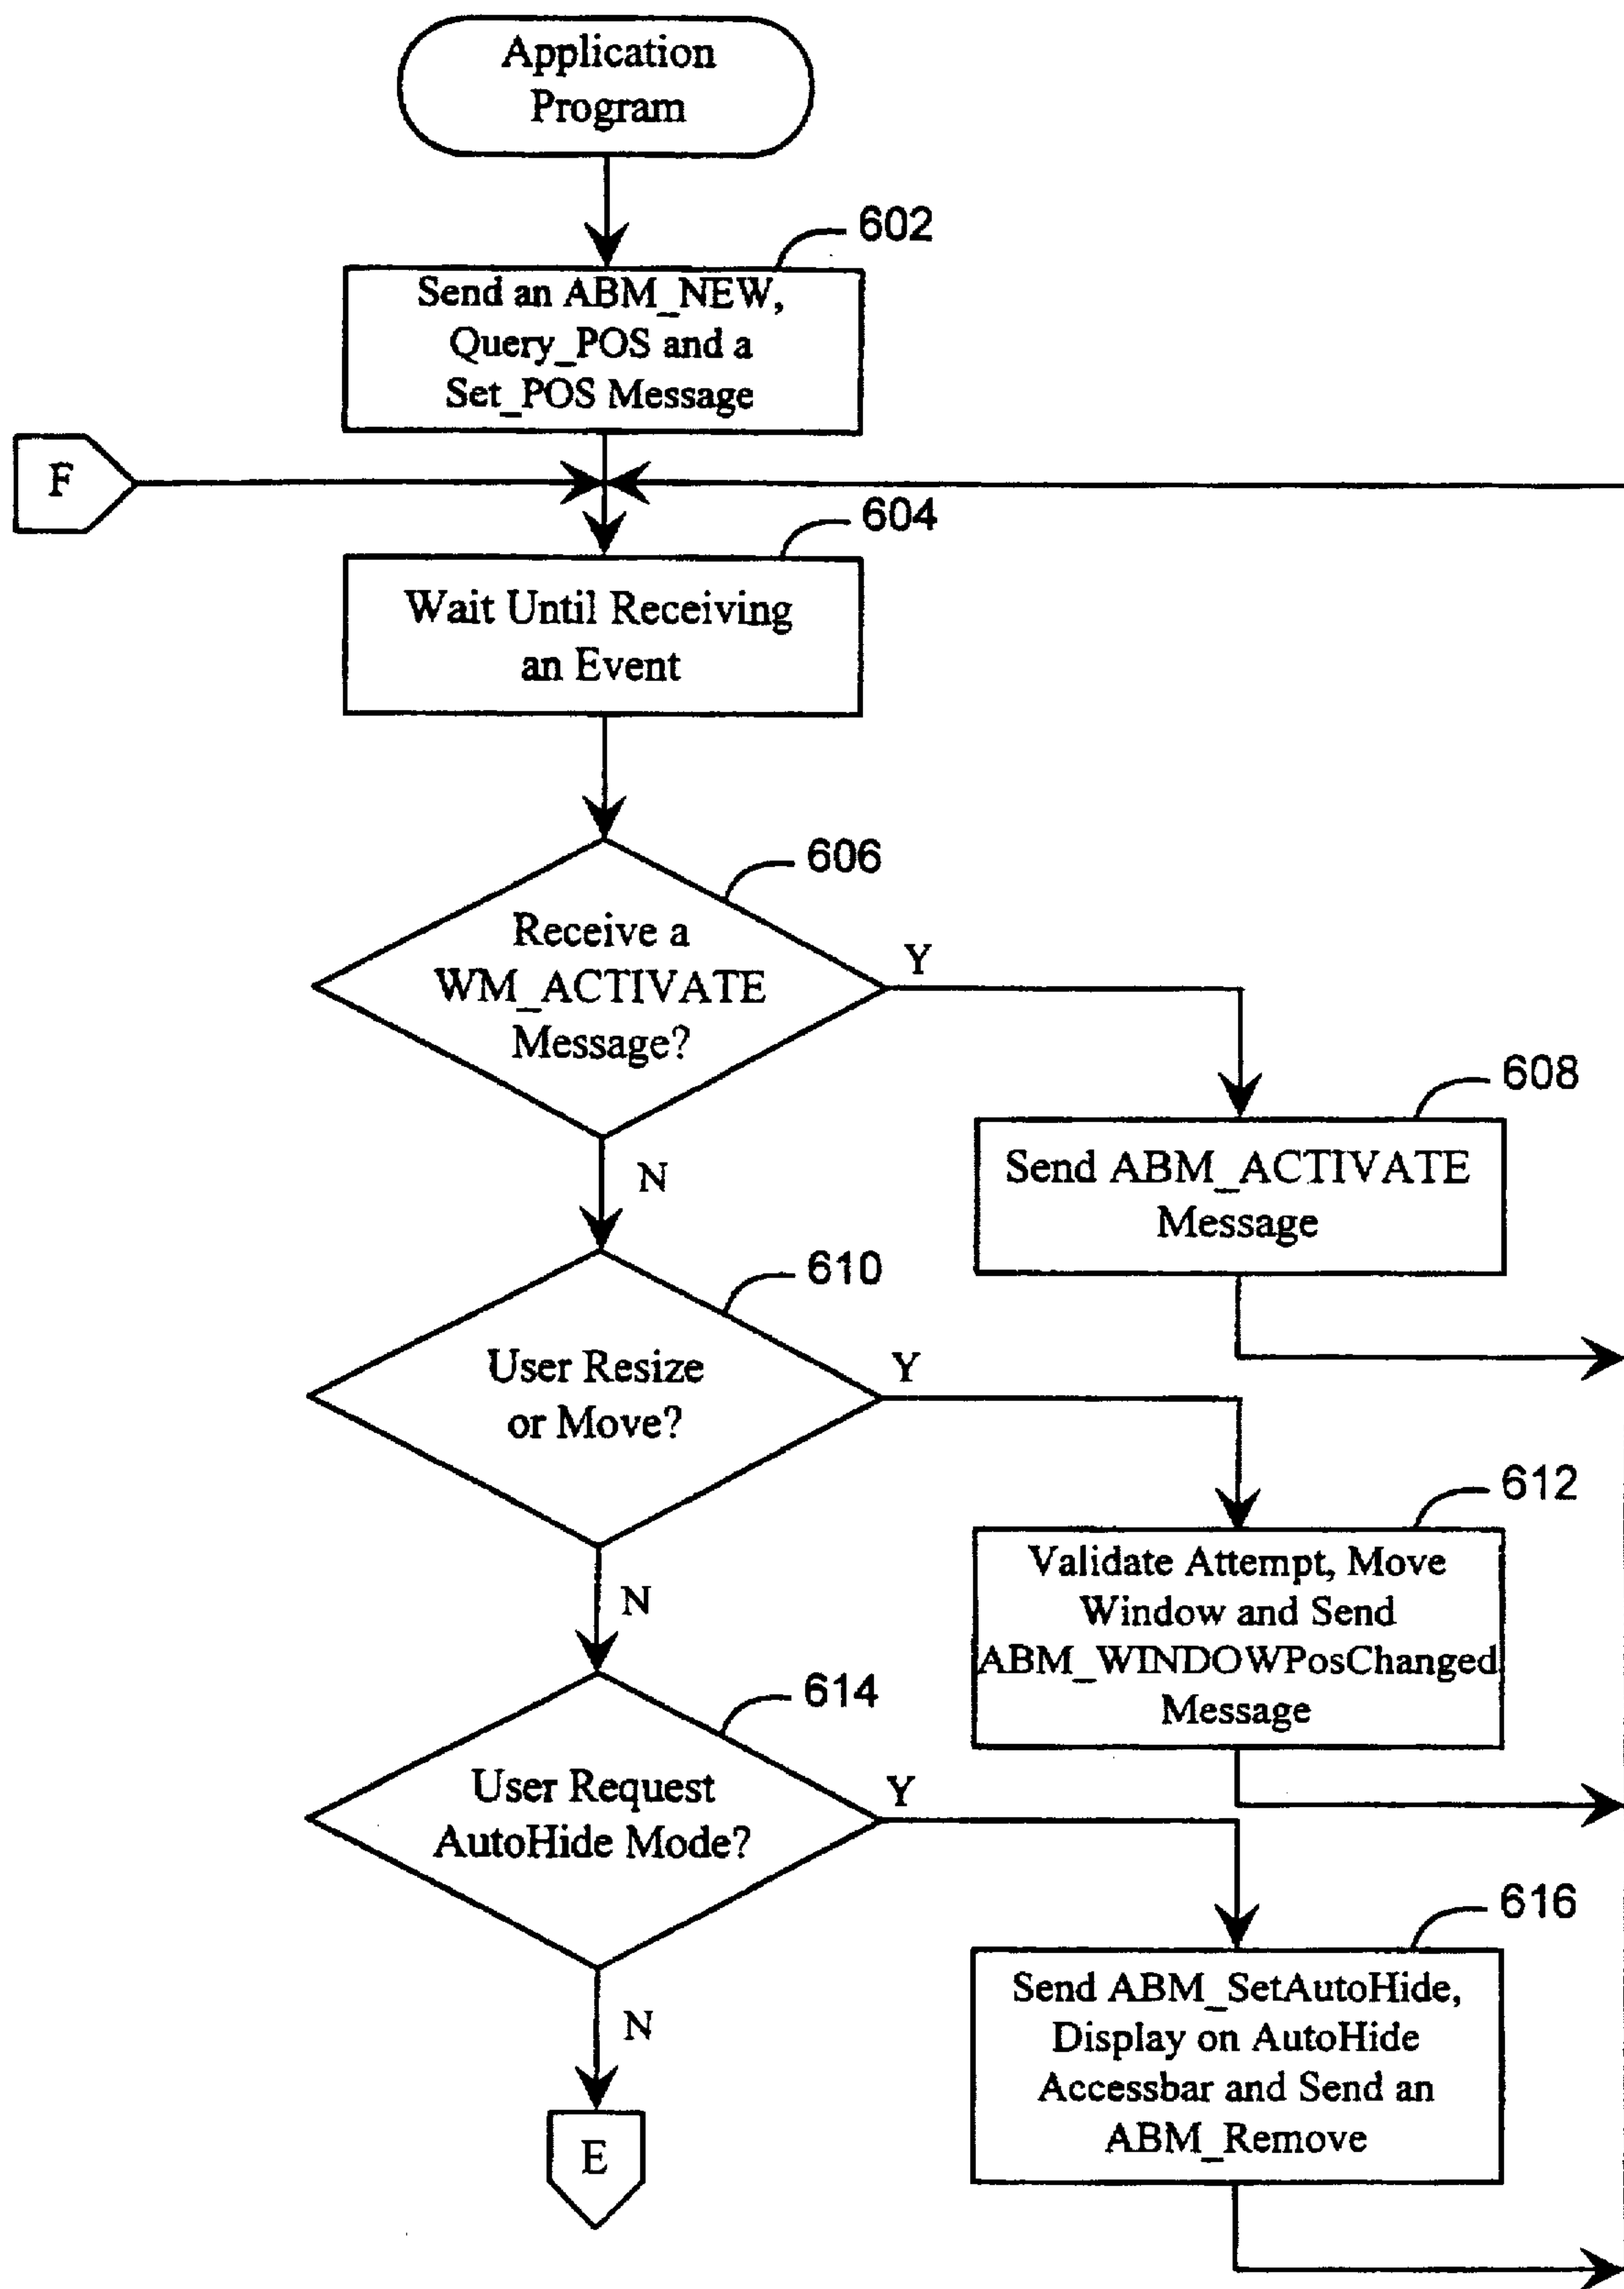 Application
Program
602
Send an ABM_NEW,
Query_POS and a
Set_POS Message
F
604
Wait Until Receiving
an Event
606
Receive a
WM_ACTIVATE
Message?
Y
N
608
Send ABM_ACTIVATE
Message
610
User Resize
or Move?
Y
N
612
Validate Attempt, Move
Window and Send
ABM_WINDOWPosChanged
Message
614
User Request
AutoHide Mode?
Y
N
616
Send ABM_SetAutoHide,
Display on AutoHide
Accessbar and Send an
ABM_Remove
E